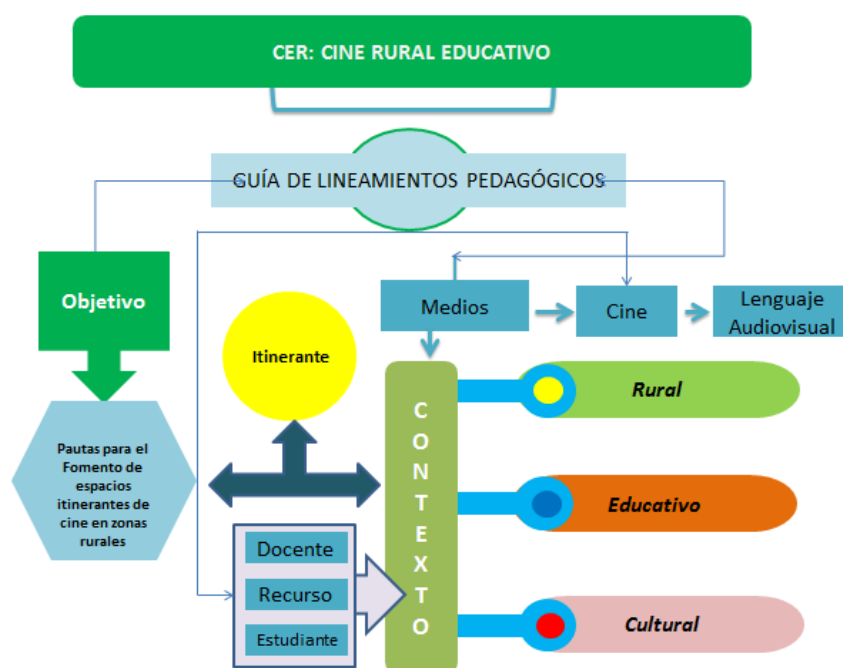 CER: CINE RURAL EDUCATIVO
GUÍA DE LINEAMIENTOS PEDAGÓGICOS
Objetivo
Medios
Cine
Lenguaje
Audiovisual
Itinerante
Pautas para el
Fomento de
espacios
itinerantes de
cine en zonas
rurales
CONTEXTO
Rural
Educativo
Cultural
Docente
Recurso
Estudiante